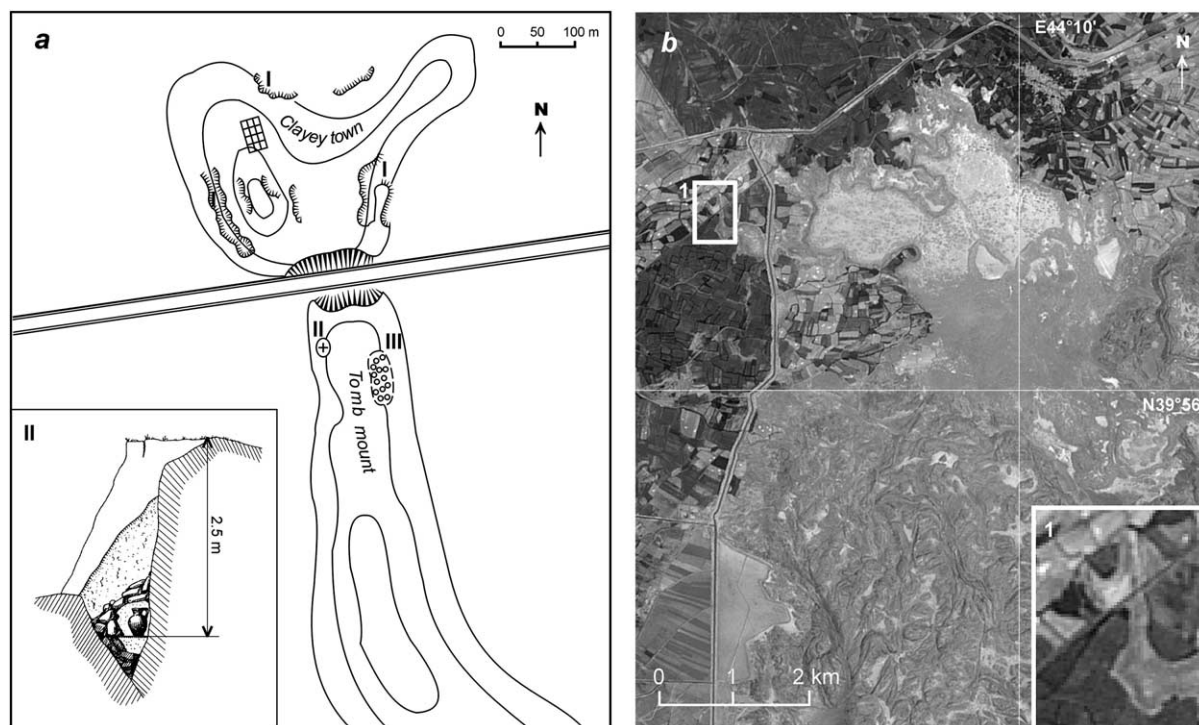 a
0 50 100 m
N
I
Clayey town
I
II
III
Tomb mount
II
2.5 m
b
E44°10'
N
1
N39°56
0 1 2 km
1